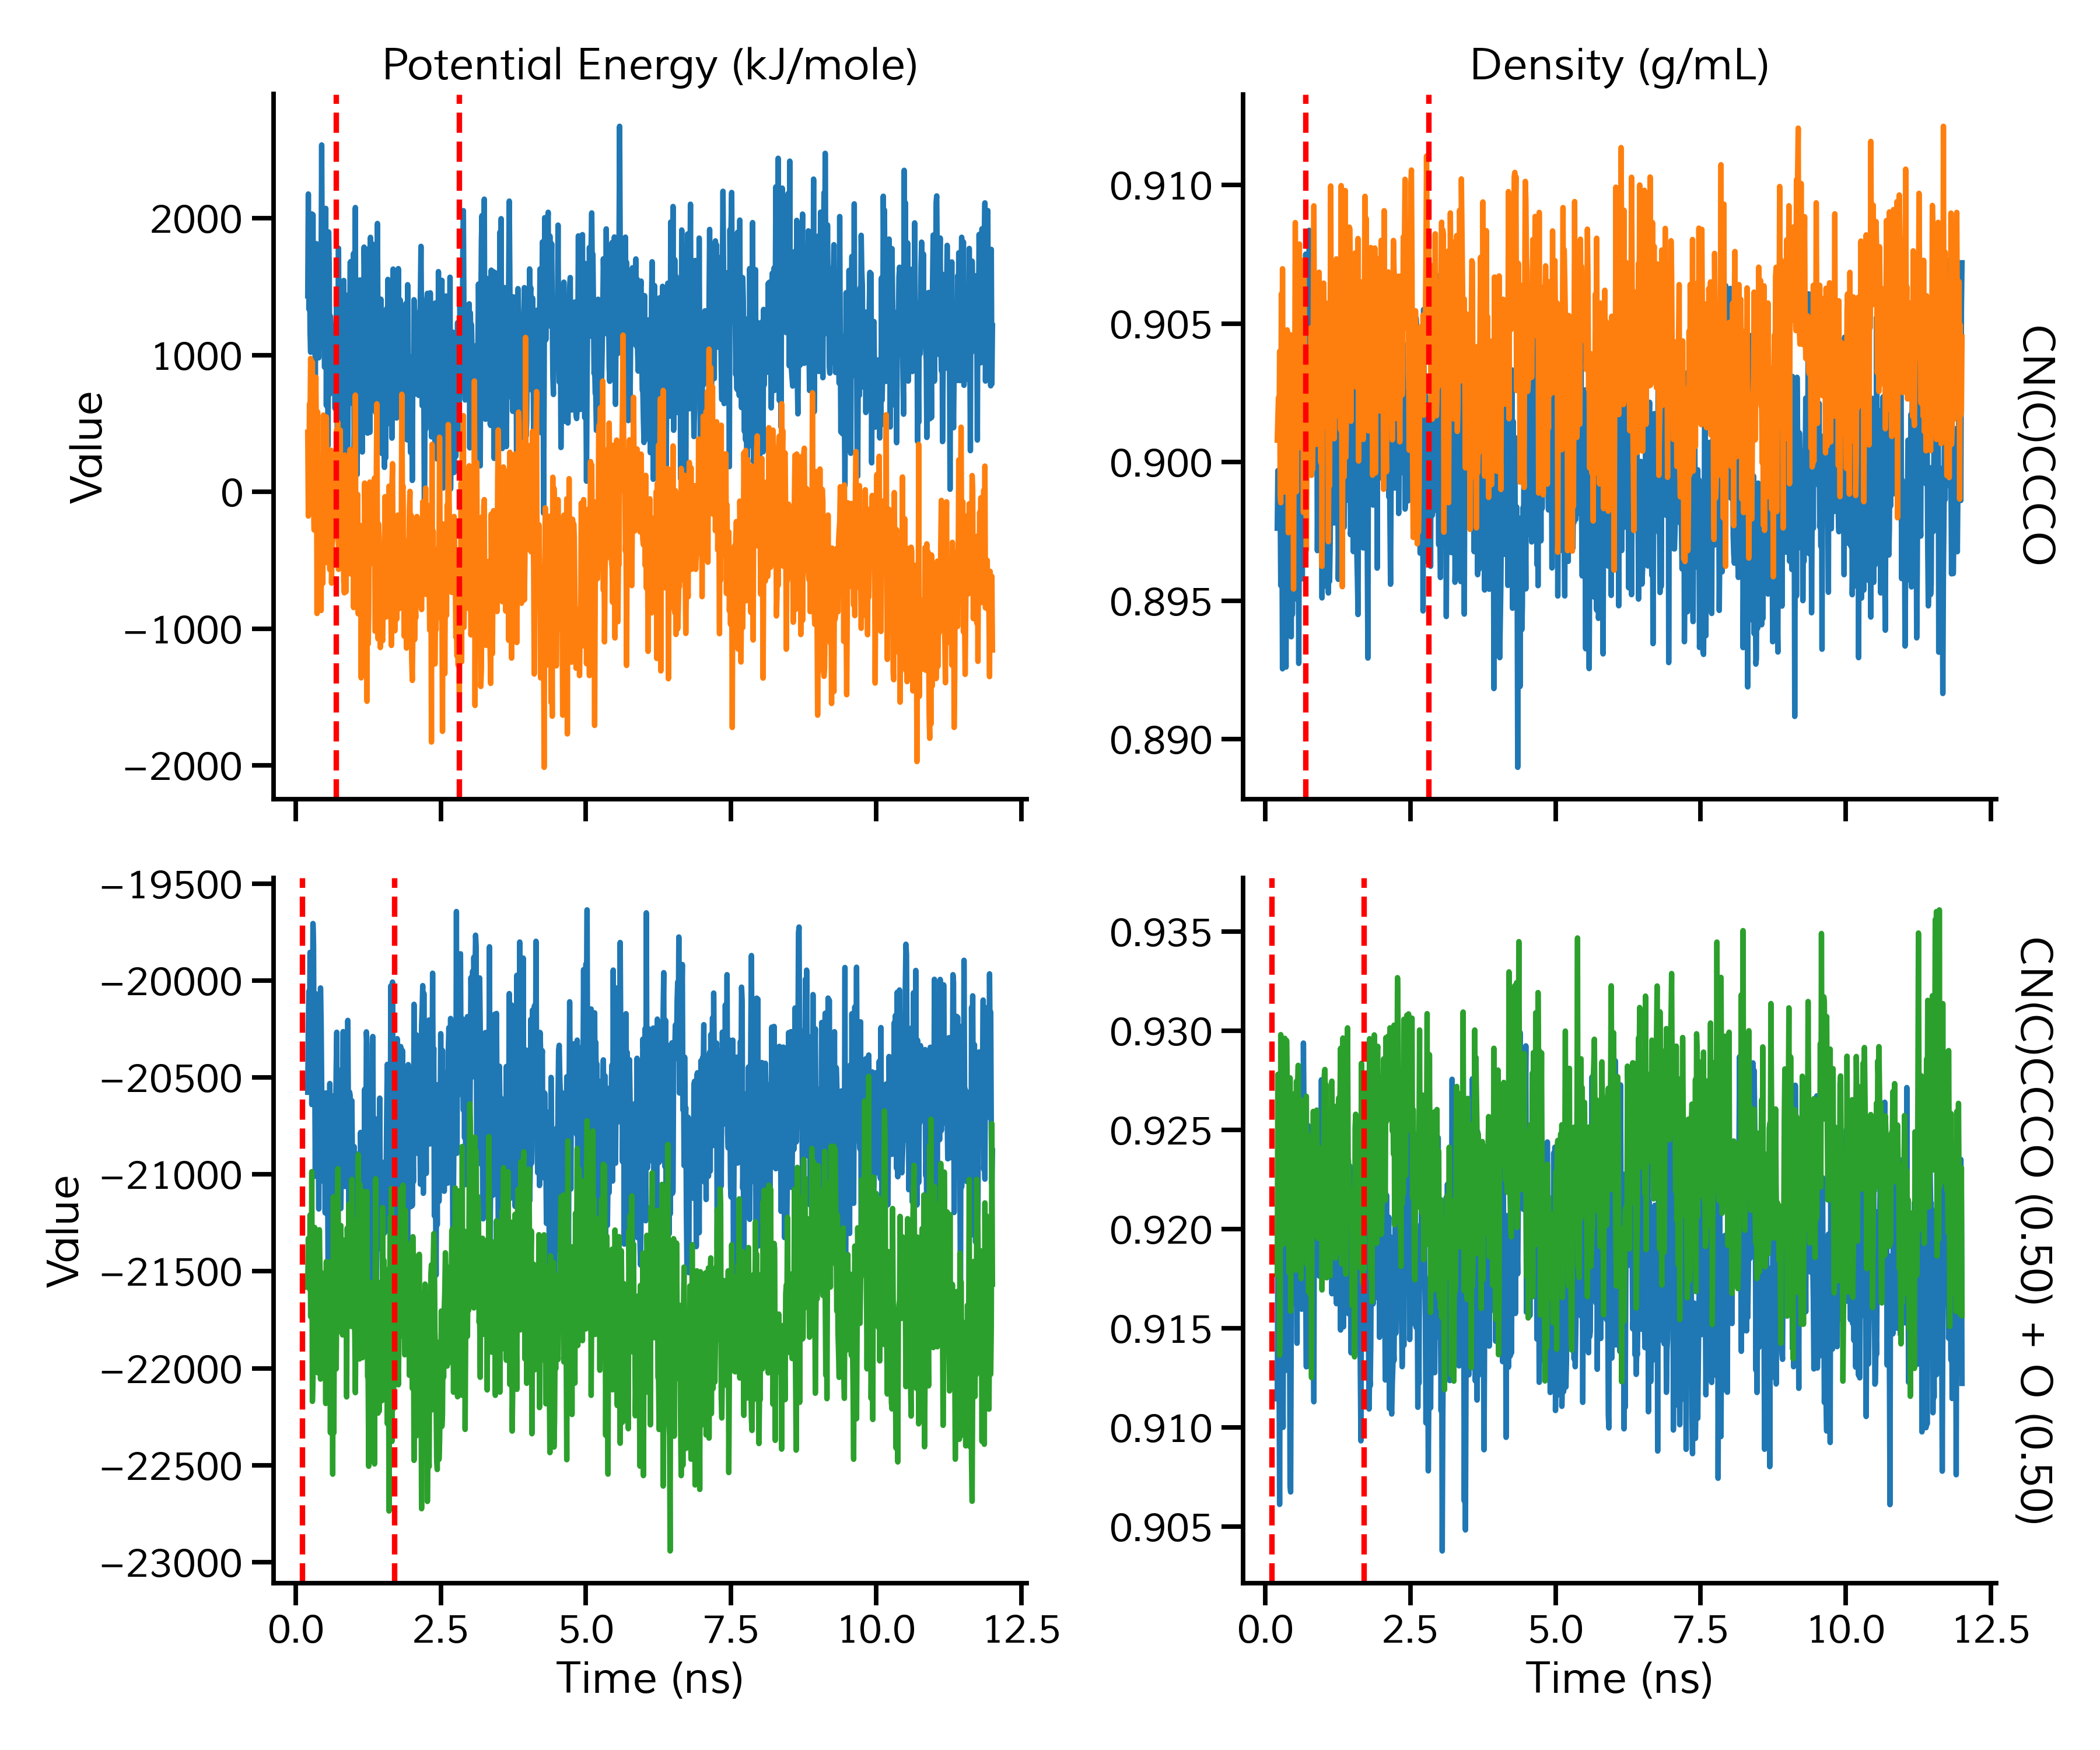 Potential Energy (kJ/mole)
Density (g/mL)
Value
2000
1000
0
−1000
−2000
0.910
0.905
0.900
0.895
0.890
CN(C)CCCO
Value
−19500
−20000
−20500
−21000
−21500
−22000
−22500
−23000
0.0 2.5 5.0 7.5 10.0 12.5
Time (ns)
0.935
0.930
0.925
0.920
0.915
0.910
0.905
0.0 2.5 5.0 7.5 10.0 12.5
Time (ns)
CN(C)CCCO (0.50) + O (0.50)